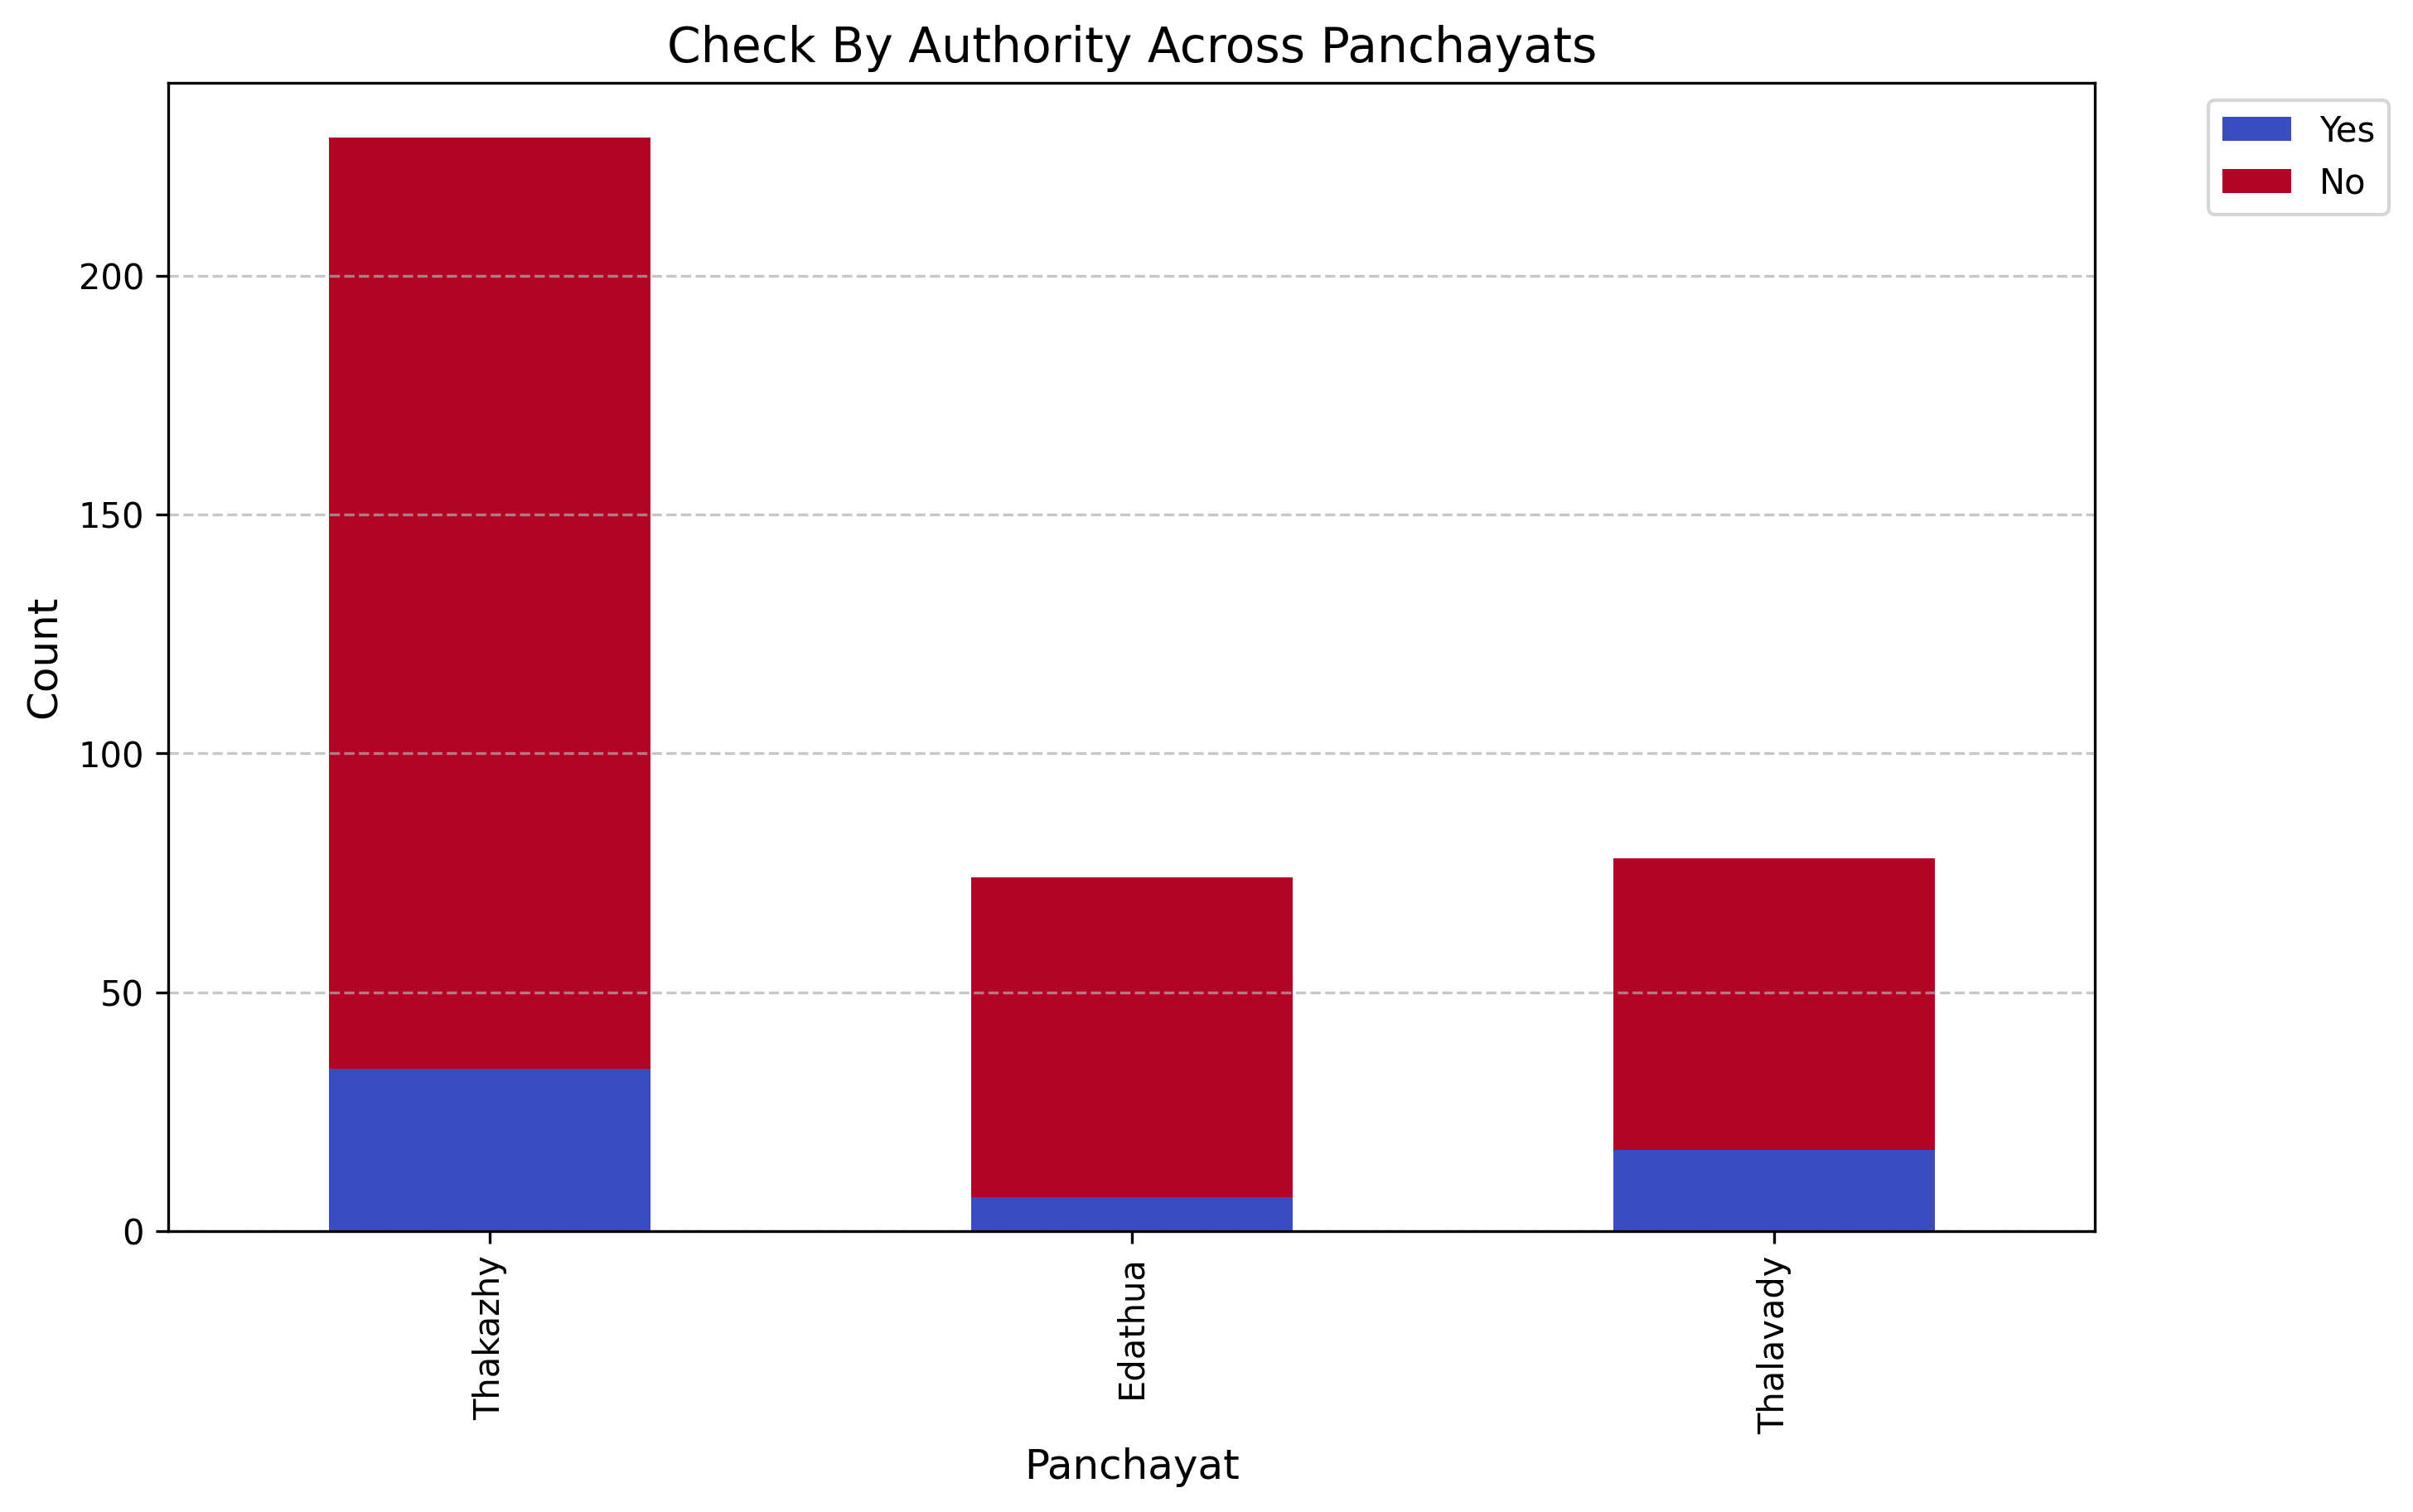 Check By Authority Across Panchayats
Yes
No
200
150
100
50
0
Count
Thakazhy
Edathua
Thalavady
Panchayat